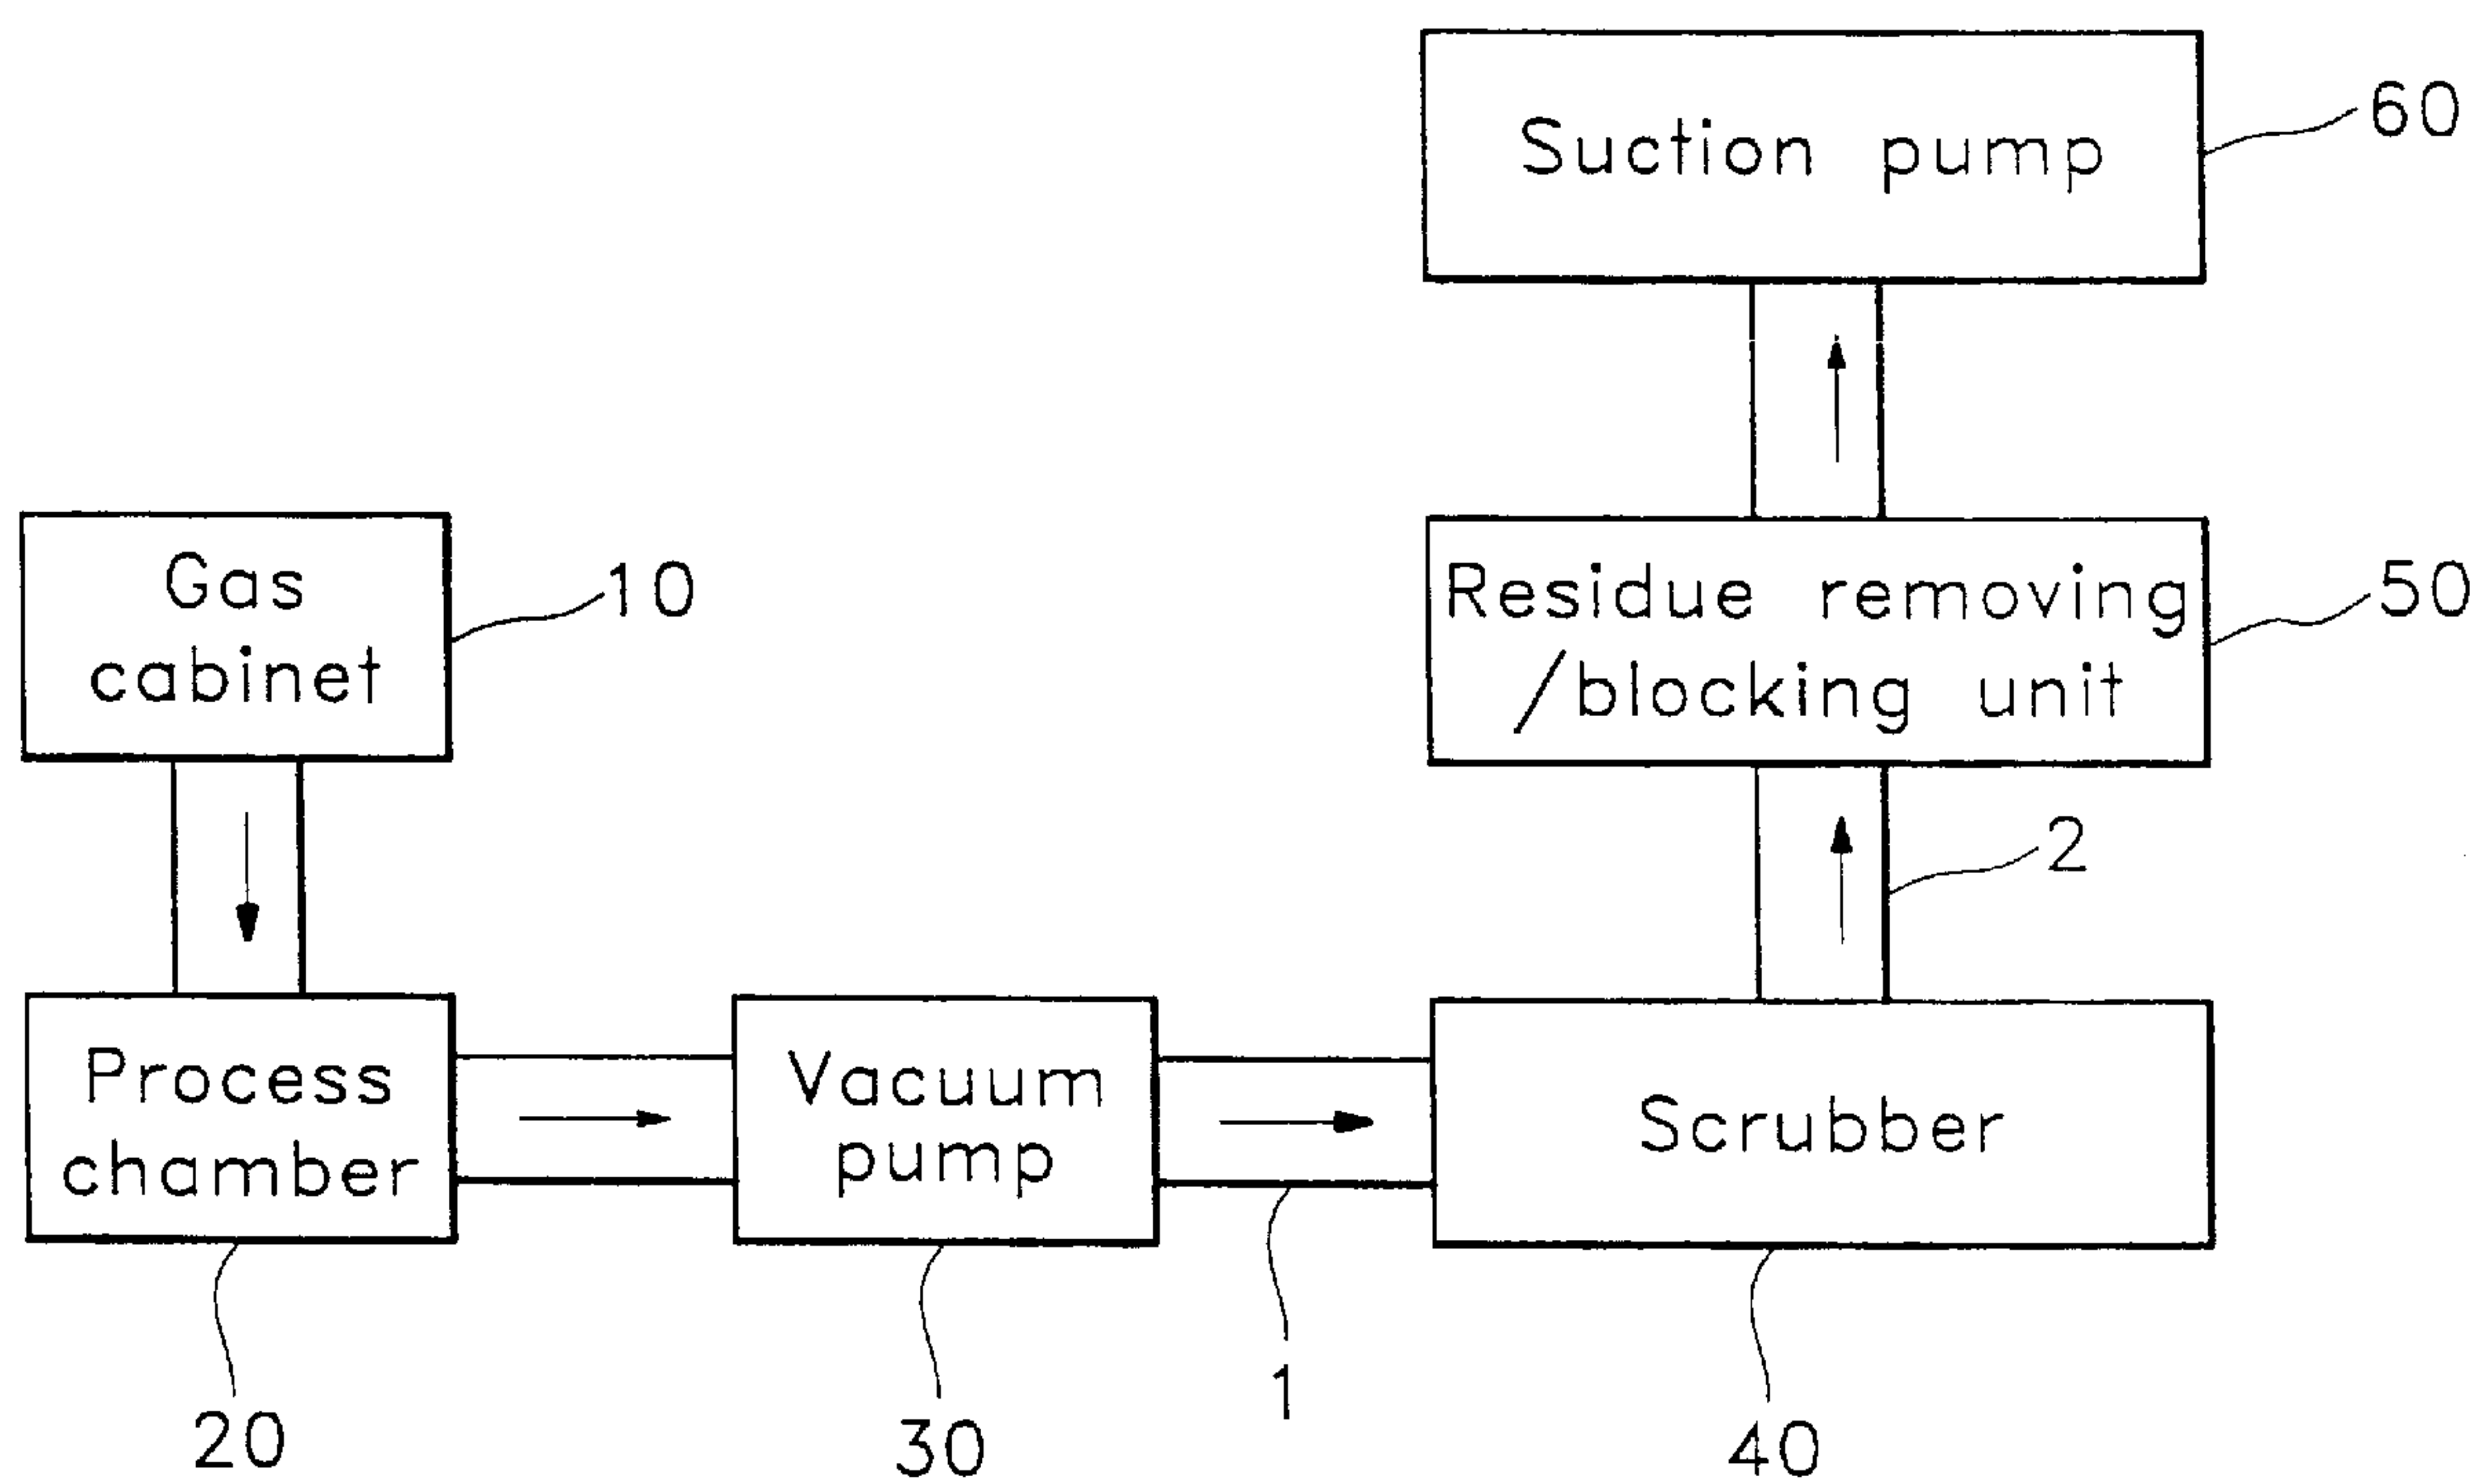 Suction pump
60
Gas
cabinet
10
Residue removing
/blocking unit
50
2
Process
chamber
Vacuum
pump
Scrubber
20
30
1
40